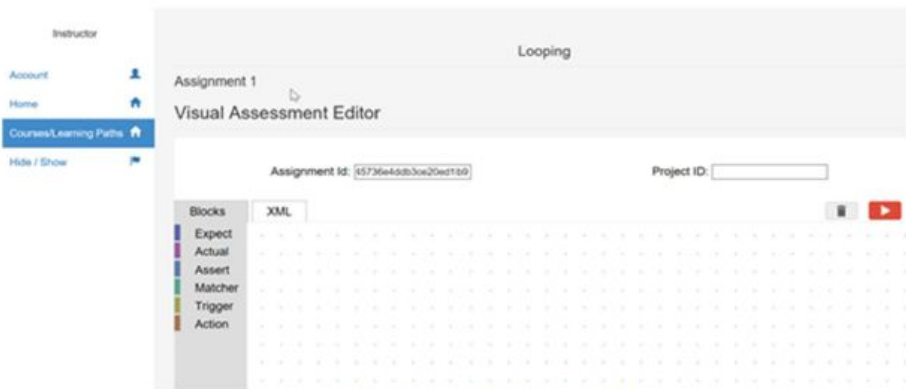 Instructor
Account
Home
Courses/Learning Paths
Hide / Show
Looping
Assignment 1
Visual Assessment Editor
Assignment Id:
Project ID:
Blocks
XML
Expect
Actual
Assert
Matcher
Trigger
Action